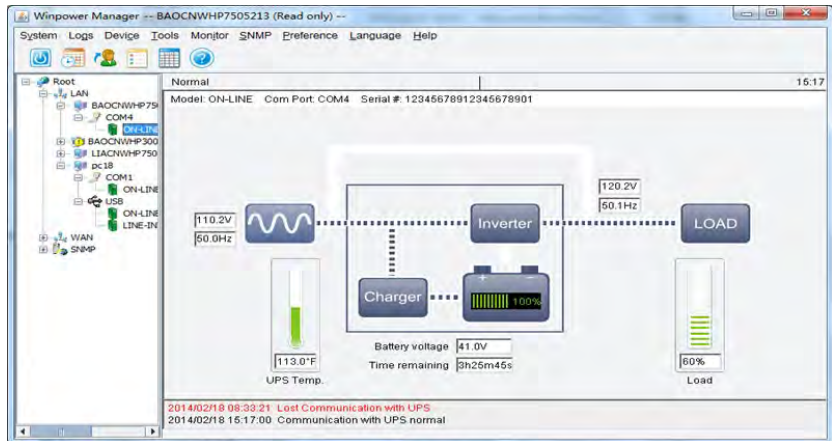 Winpower Manager -- BAOCNWHP7505213 (Read only) --
System Logs Device Tools Monitor SNMP Preference Language Help
Root
LAN
BAOCNWHP75
COM4
ON-LINE
BAOCNWHP300
LIACNWHP750
pc18
COM1
ON-LINE
USB
ON-LINE
LINE-IN
WAN
SNMP
Normal 15:17
Model: ON-LINE Com Port: COM4 Serial #: 12345678912345678901
110.2V
50.0Hz
Inverter
120.2V
50.1Hz
LOAD
Charger
+ −
100%
Battery voltage 41.0V
Time remaining 3h25m45s
113.0°F
UPS Temp.
60%
Load
2014/02/18 08:33:21 Lost Communication with UPS
2014/02/18 15:17:00 Communication with UPS normal